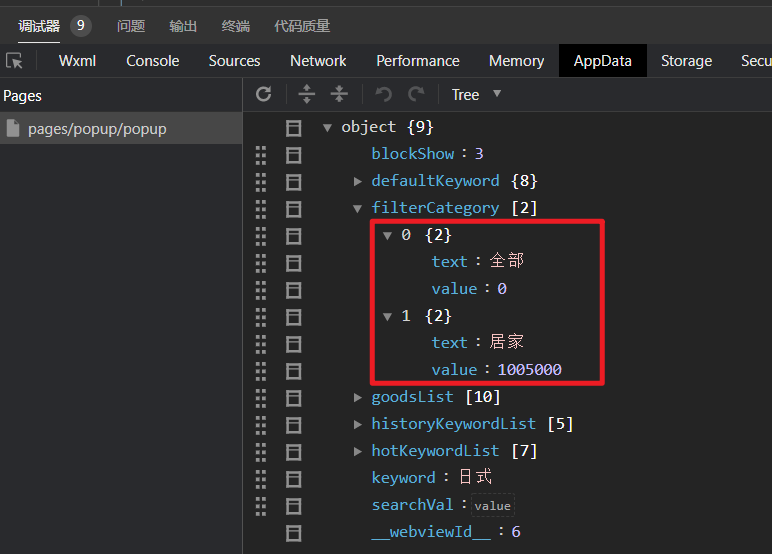 调试器 9 问题 输出 终端 代码质量
Wxml Console Sources Network Performance Memory AppData Storage Secu
Pages
Tree
pages/popup/popup
object {9}
blockShow : 3
defaultKeyword {8}
filterCategory [2]
0 {2}
text : 全部
value : 0
1 {2}
text : 居家
value : 1005000
goodsList [10]
historyKeywordList [5]
hotKeywordList [7]
keyword : 日式
searchVal : value
__webviewId__ : 6